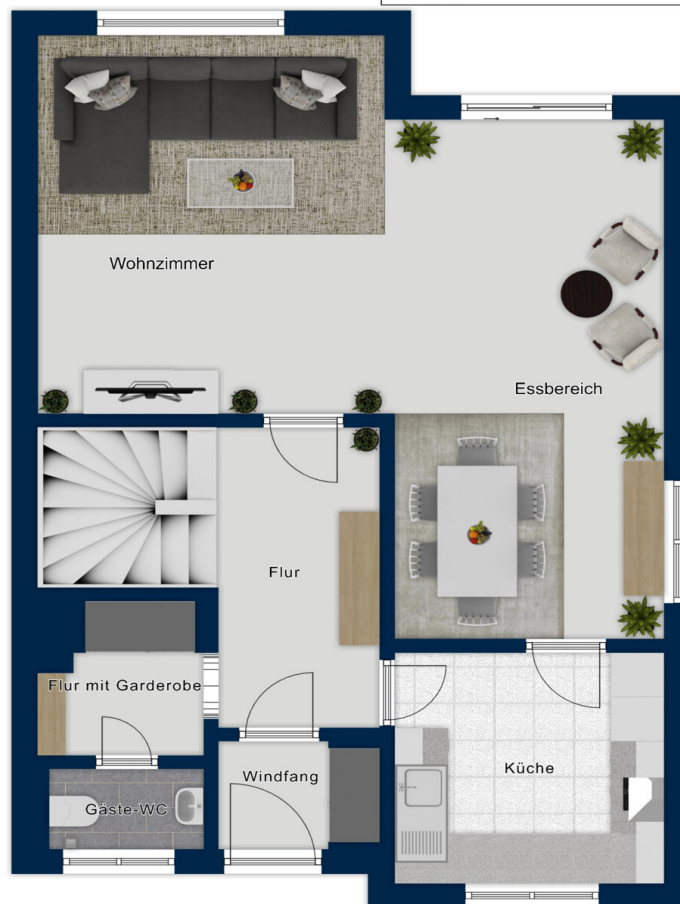 Wohnzimmer
Essbereich
Flur
Flur mit Garderobe
Küche
Windfang
Gäste-WC